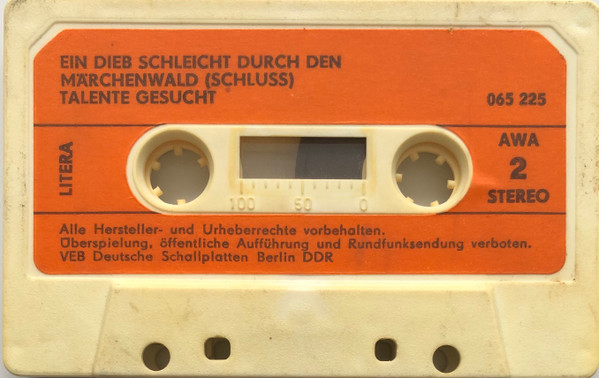 EIN DIEB SCHLEICHT DURCH DEN
MÄRCHENWALD (SCHLUSS)
TALENTE GESUCHT
065 225
LITERA
AWA
2
STEREO
100 50 0
Alle Hersteller- und Urheberrechte vorbehalten.
Überspielung, öffentliche Aufführung und Rundfunksendung verboten.
VEB Deutsche Schallplatten Berlin DDR